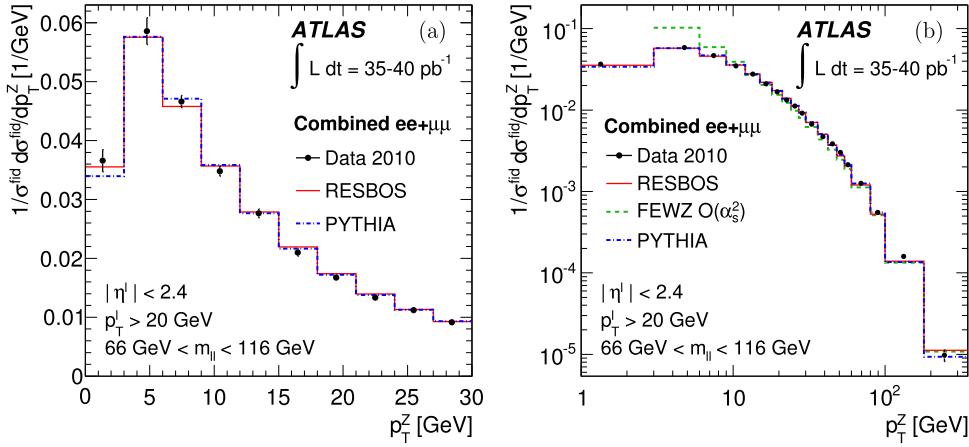 ATLAS (a)
∫ L dt = 35-40 pb⁻¹
Combined ee+μμ
Data 2010
RESBOS
PYTHIA
| ηˡ | < 2.4
p_T^l > 20 GeV
66 GeV < m_ll < 116 GeV
1/σ^fid dσ^fid/dp_T^Z [1/GeV]
0.06
0.05
0.04
0.03
0.02
0.01
0
0 5 10 15 20 25 30
p_T^Z [GeV]
ATLAS (b)
∫ L dt = 35-40 pb⁻¹
Combined ee+μμ
Data 2010
RESBOS
FEWZ O(α_s²)
PYTHIA
| ηˡ | < 2.4
p_T^l > 20 GeV
66 GeV < m_ll < 116 GeV
1/σ^fid dσ^fid/dp_T^Z [1/GeV]
10⁻¹
10⁻²
10⁻³
10⁻⁴
10⁻⁵
1 10 10²
p_T^Z [GeV]